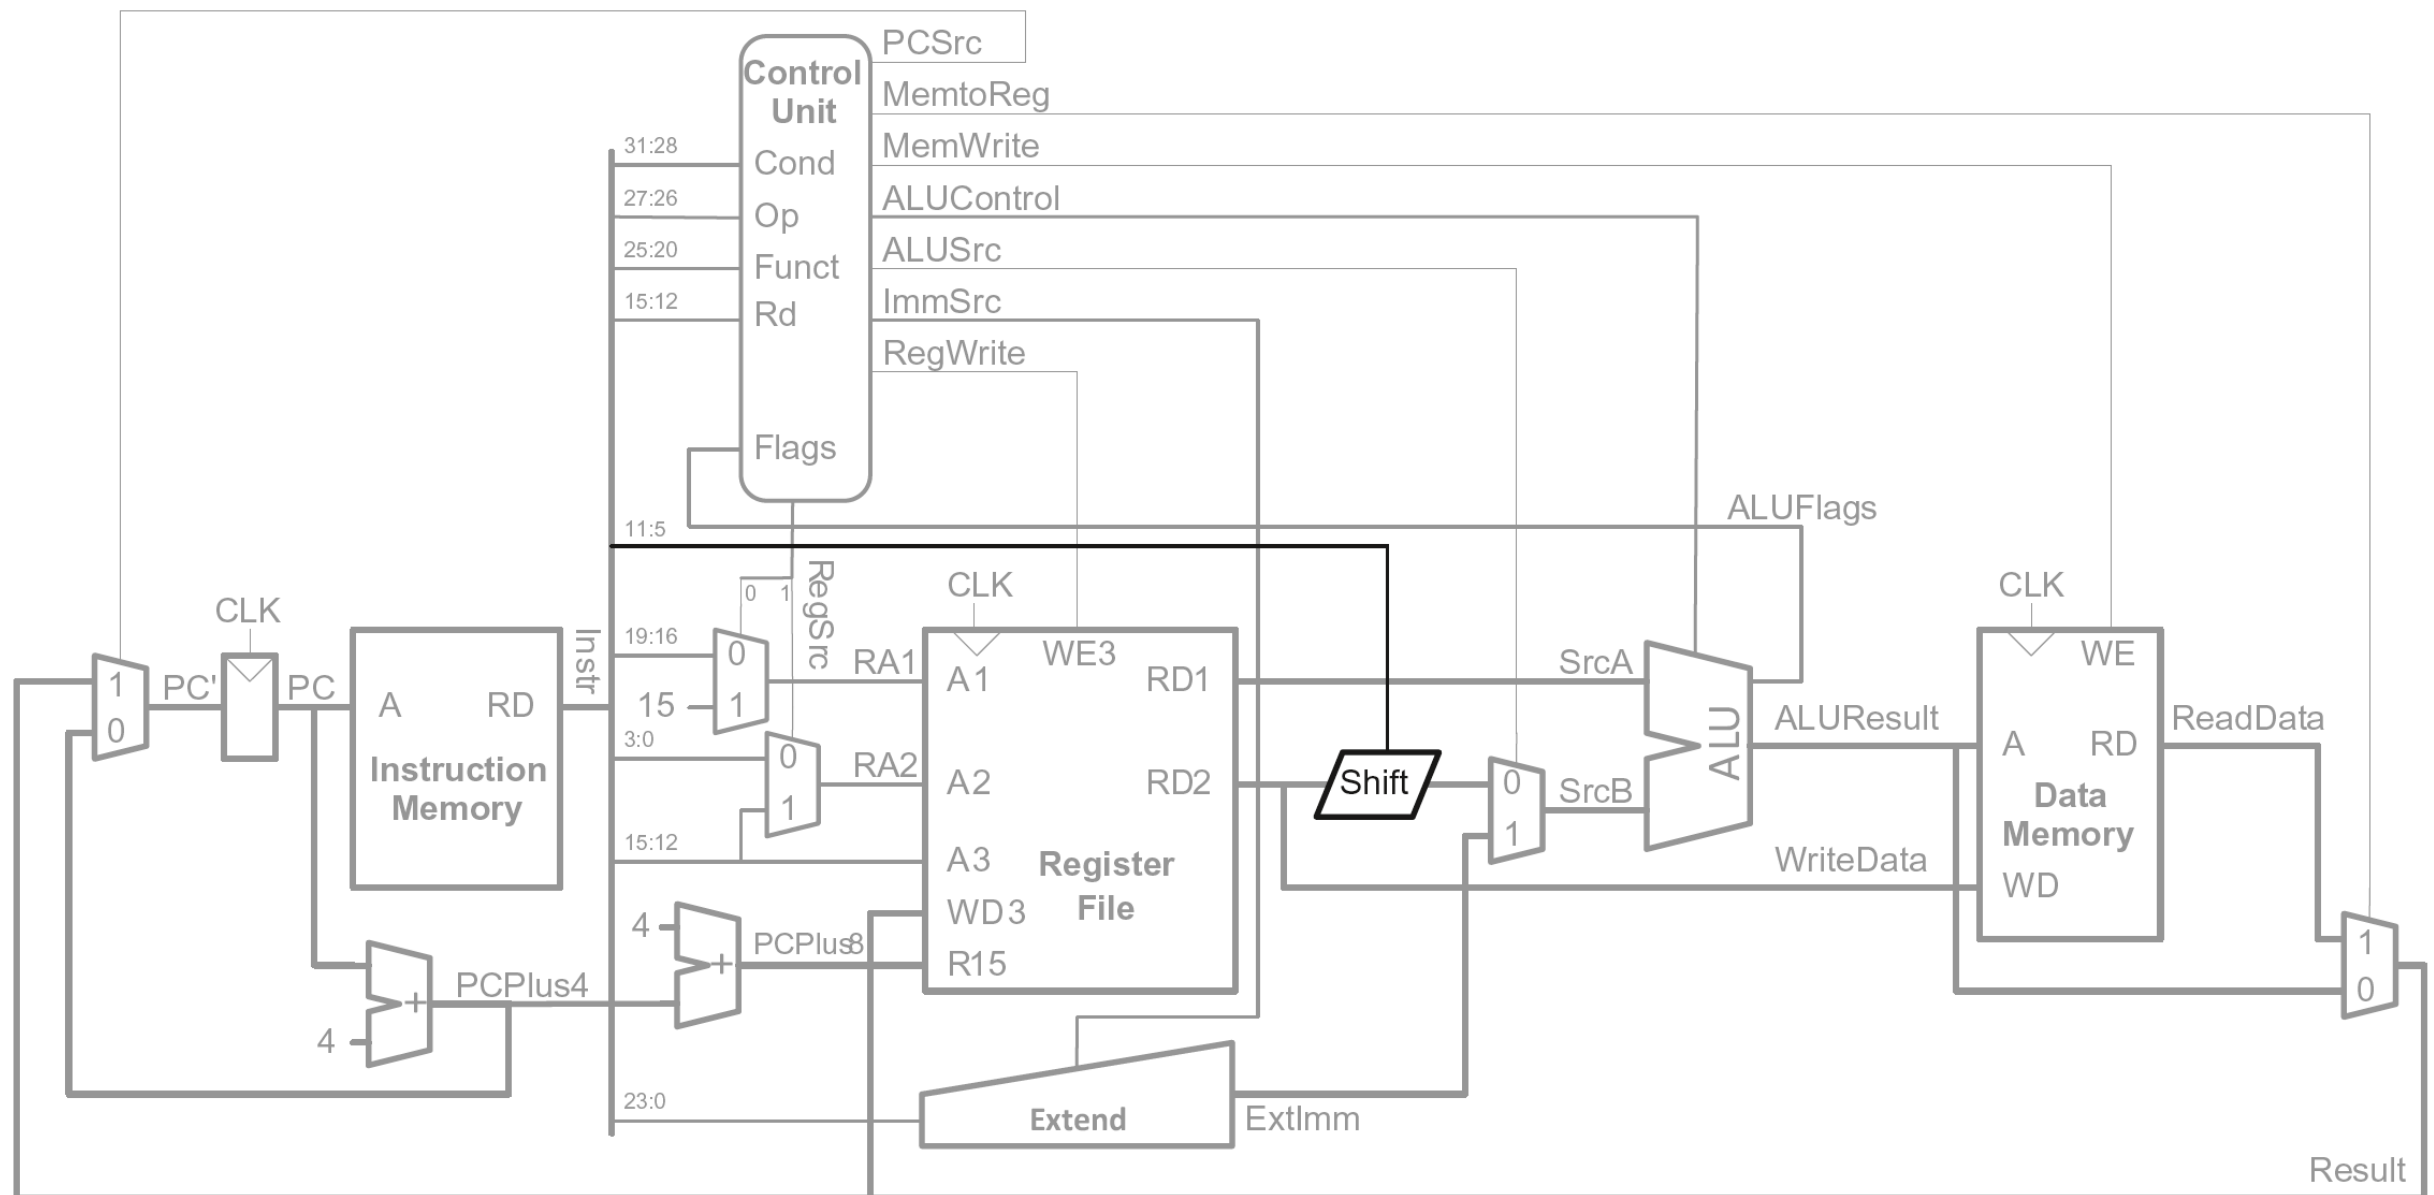 PCSrc
Control
Unit
MemtoReg
MemWrite
ALUControl
ALUSrc
ImmSrc
RegWrite
31:28
Cond
27:26
Op
25:20
Funct
15:12
Rd
Flags
11:5
ALUFlags
RegSrc
0 1
CLK
CLK
CLK
19:16
0
15
1
RA1
A1
WE3
RD1
SrcA
WE
1
0
PC'
PC
A
RD
Instruction
Memory
Instr
3:0
0
1
RA2
A2
RD2
Shift
0
1
SrcB
ALU
ALUResult
A
RD
ReadData
Data
Memory
WriteData
WD
15:12
A3
Register
File
WD3
R15
4
+
PCPlus8
PCPlus4
+
4
1
0
23:0
Extend
ExtImm
Result